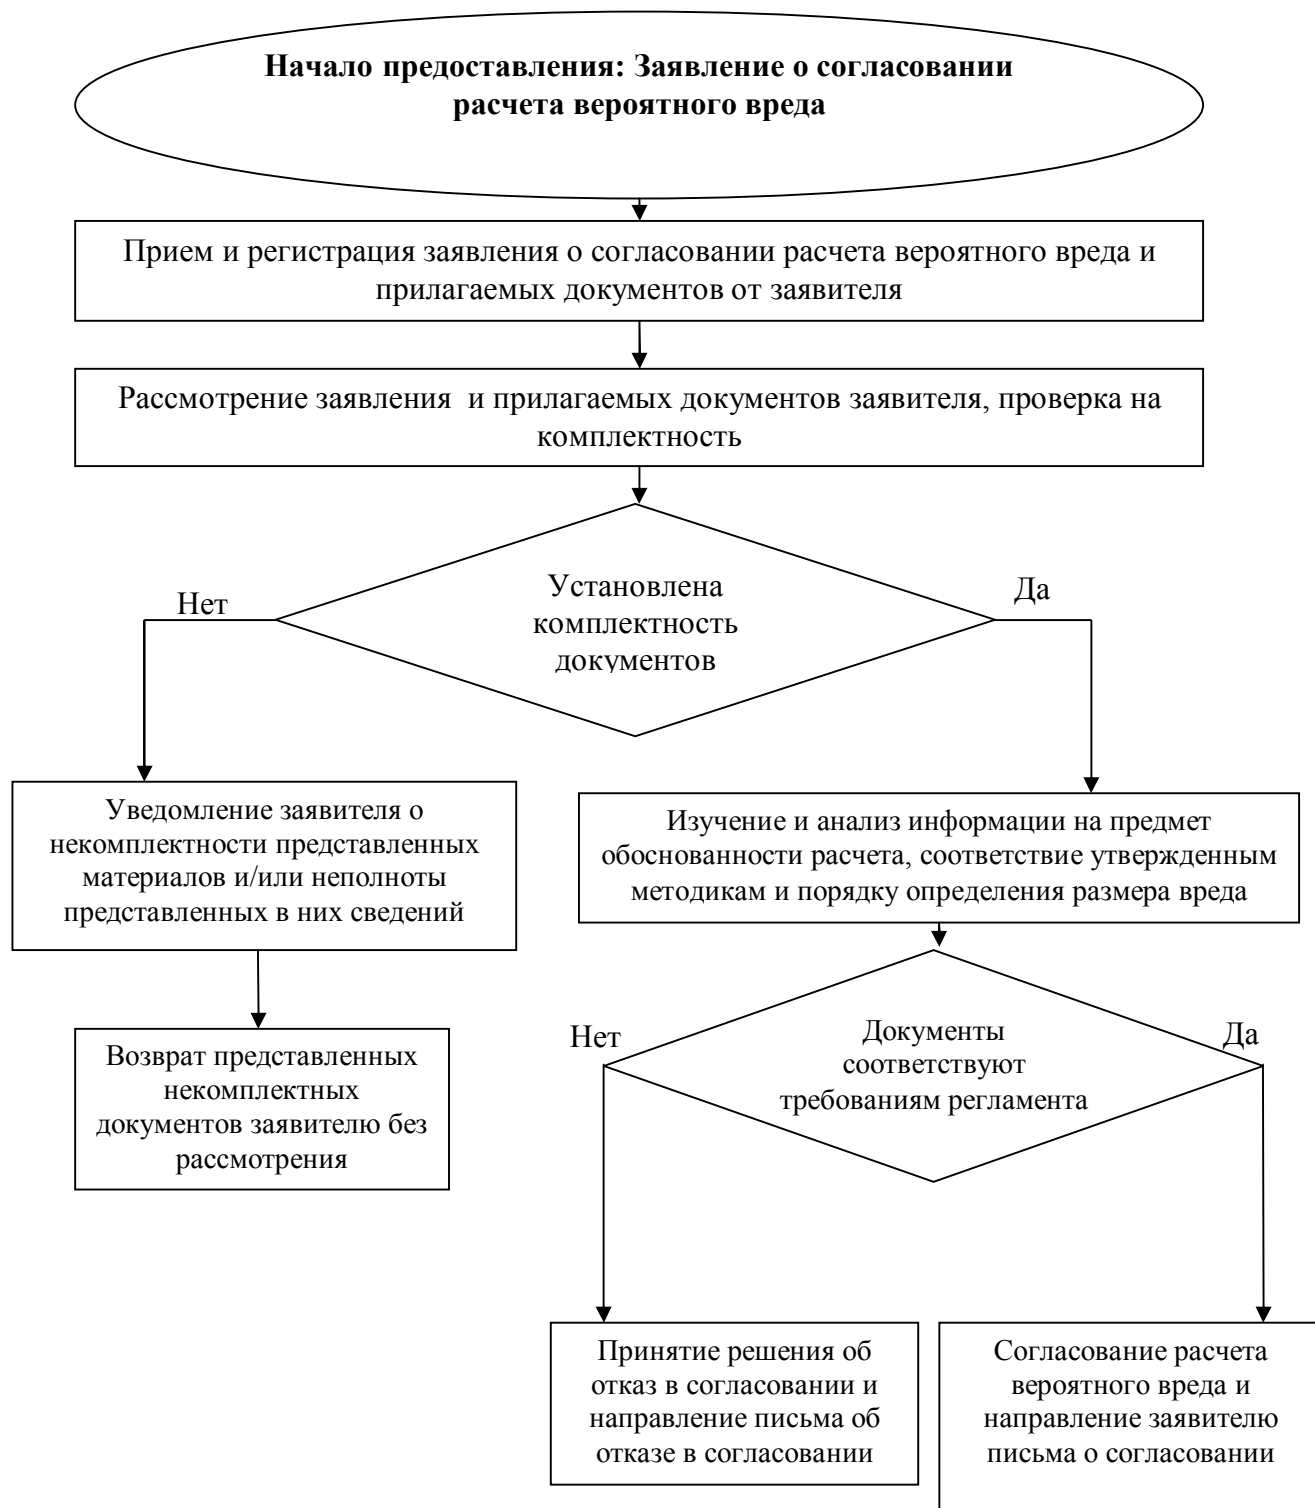 Начало предоставления: Заявление о согласовании
расчета вероятного вреда
Прием и регистрация заявления о согласовании расчета вероятного вреда и
прилагаемых документов от заявителя
Рассмотрение заявления и прилагаемых документов заявителя, проверка на
комплектность
Нет
Установлена
комплектность
документов
Да
Уведомление заявителя о
некомплектности представленных
материалов и/или неполноты
представленных в них сведений
Изучение и анализ информации на предмет
обоснованности расчета, соответствие утвержденным
методикам и порядку определения размера вреда
Возврат представленных
некомплектных
документов заявителю без
рассмотрения
Нет
Документы
соответствуют
требованиям регламента
Да
Принятие решения об
отказ в согласовании и
направление письма об
отказе в согласовании
Согласование расчета
вероятного вреда и
направление заявителю
письма о согласовании